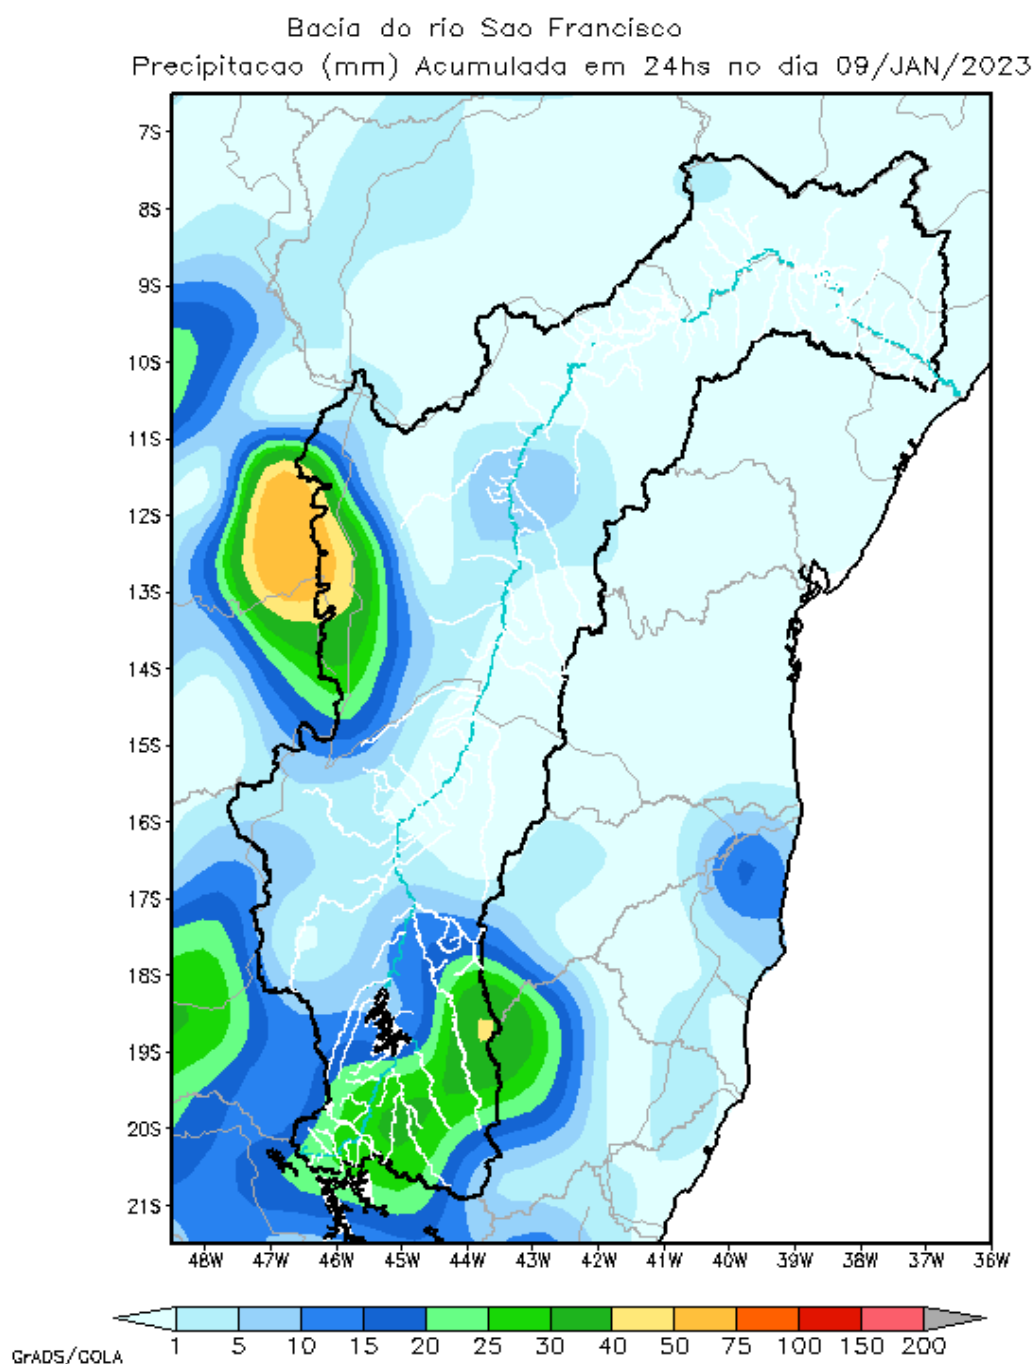 Bacia do rio Sao Francisco
Precipitacao (mm) Acumulada em 24hs no dia 09/JAN/2023
7S
8S
9S
10S
11S
12S
13S
14S
15S
16S
17S
18S
19S
20S
21S
48W 47W 46W 45W 44W 43W 42W 41W 40W 39W 38W 37W 36W
1 5 10 15 20 25 30 40 50 75 100 150 200
GrADS/COLA